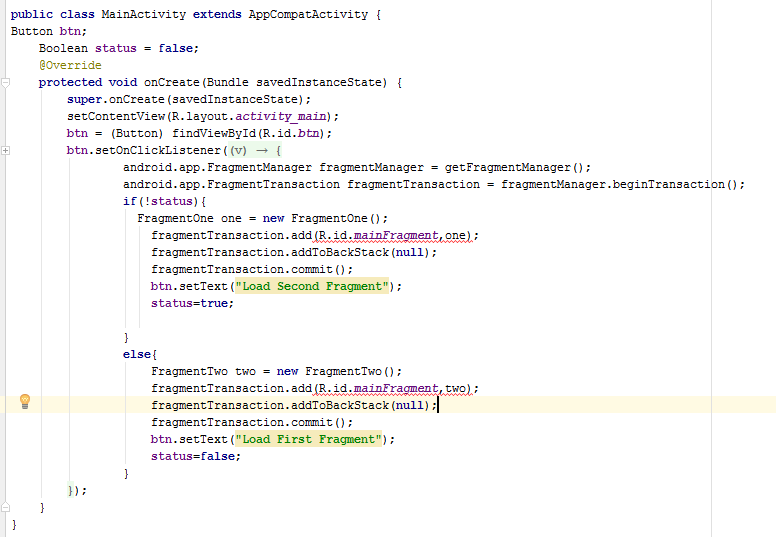 public class MainActivity extends AppCompatActivity {
Button btn;
Boolean status = false;
@Override
protected void onCreate(Bundle savedInstanceState) {
super.onCreate(savedInstanceState);
setContentView(R.layout.activity_main);
btn = (Button) findViewById(R.id.btn);
btn.setOnClickListener((v) → {
android.app.FragmentManager fragmentManager = getFragmentManager();
android.app.FragmentTransaction fragmentTransaction = fragmentManager.beginTransaction();
if(!status){
FragmentOne one = new FragmentOne();
fragmentTransaction.add(R.id.mainFragment,one);
fragmentTransaction.addToBackStack(null);
fragmentTransaction.commit();
btn.setText("Load Second Fragment");
status=true;
}
else{
FragmentTwo two = new FragmentTwo();
fragmentTransaction.add(R.id.mainFragment,two);
fragmentTransaction.addToBackStack(null);
fragmentTransaction.commit();
btn.setText("Load First Fragment");
status=false;
}
});
}
}